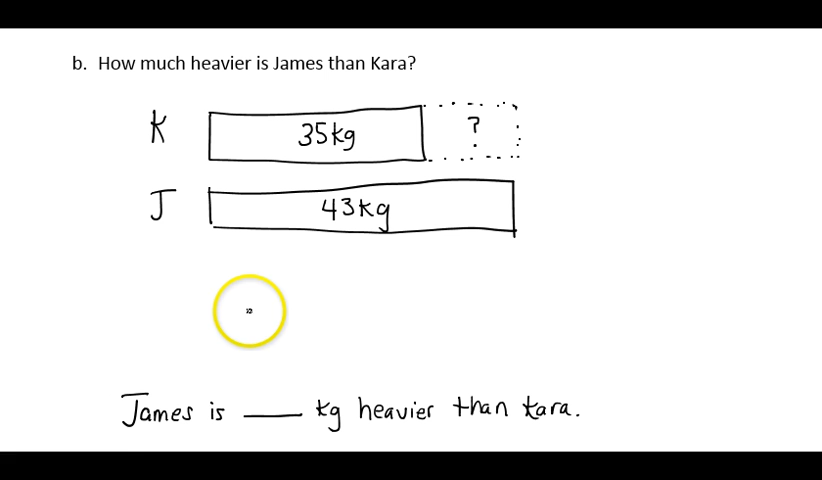 b. How much heavier is James than Kara?
K 35kg ?
J 43kg
James is ___ kg heavier than kara.